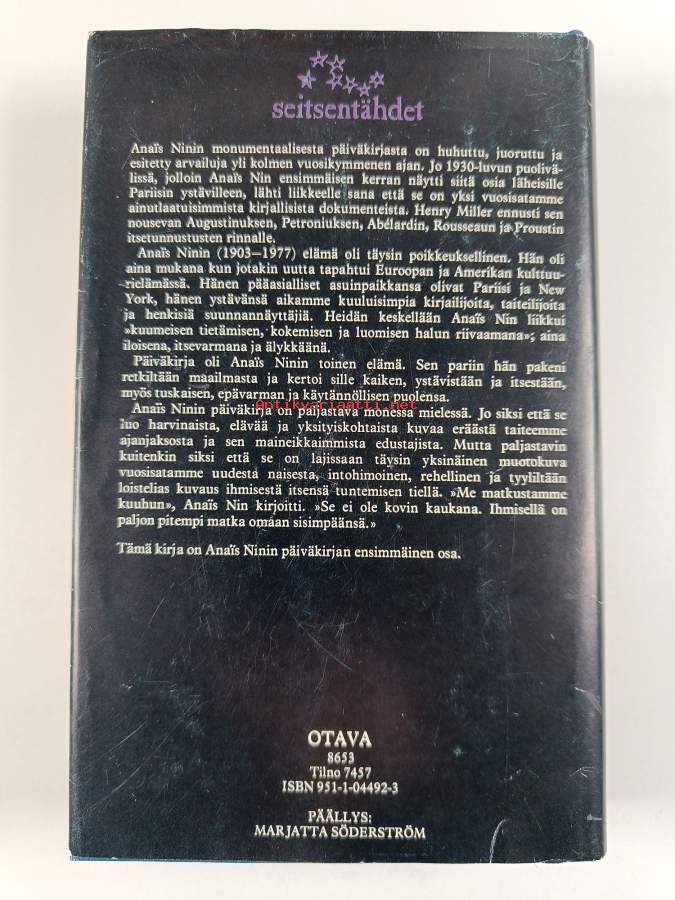 seitsentähdet
Anaïs Ninin monumentaalisesta päiväkirjasta on huhuttu, juoruttu ja
esitetty arvailuja yli kolmen vuosikymmenen ajan. Jo 1930-luvun puolivä-
lissä, jolloin Anaïs Nin ensimmäisen kerran näytti siitä osia läheisille
Pariisin ystävilleen, lähti liikkeelle sana että se on yksi vuosisatamme
ainutlaatuisimmista kirjallisista dokumenteista. Henry Miller ennusti sen
nousevan Augustinuksen, Petroniuksen, Abélardin, Rousseaun ja Proustin
itsetunnustusten rinnalle.
Anaïs Ninin (1903–1977) elämä oli täysin poikkeuksellinen. Hän oli
aina mukana kun jotakin uutta tapahtui Euroopan ja Amerikan kulttuu-
rielämässä. Hänen pääasialliset asuinpaikkansa olivat Pariisi ja New
York, hänen ystävänsä aikamme kuuluisimpia kirjailijoita, taiteilijoita
ja henkisiä suunnannäyttäjiä. Heidän keskellään Anaïs Nin liikkui
»kuumeisen tietämisen, kokemisen ja luomisen halun riivaamana»; aina
iloisena, itsevarmana ja älykkäänä.
Päiväkirja oli Anaïs Ninin toinen elämä. Sen pariin hän pakeni
retkiltään maailmasta ja kertoi sille kaiken, ystävistään ja itsestään,
myös tuskaisen, epävarman ja käytännöllisen puolensa.
Antikvariaatti.net
Anaïs Ninin päiväkirja on paljastava monessa mielessä. Jo siksi että se
luo harvinaista, elävää ja yksityiskohtaista kuvaa eräästä taiteemme
ajanjaksosta ja sen maineikkaimmista edustajista. Mutta paljastavin
kuitenkin siksi että se on lajissaan täysin yksinäinen muotokuva
vuosisatamme uudesta naisesta, intohimoinen, rehellinen ja tyyliltään
loistelias kuvaus ihmisestä itsensä tuntemisen tiellä. »Me matkustamme
kuuhun», Anaïs Nin kirjoitti. »Se ei ole kovin kaukana. Ihmisellä on
paljon pitempi matka omaan sisimpäänsä.»
Tämä kirja on Anaïs Ninin päiväkirjan ensimmäinen osa.
OTAVA
8653
Tilno 7457
ISBN 951-1-04492-3
PÄÄLLYS:
MARJATTA SÖDERSTRÖM